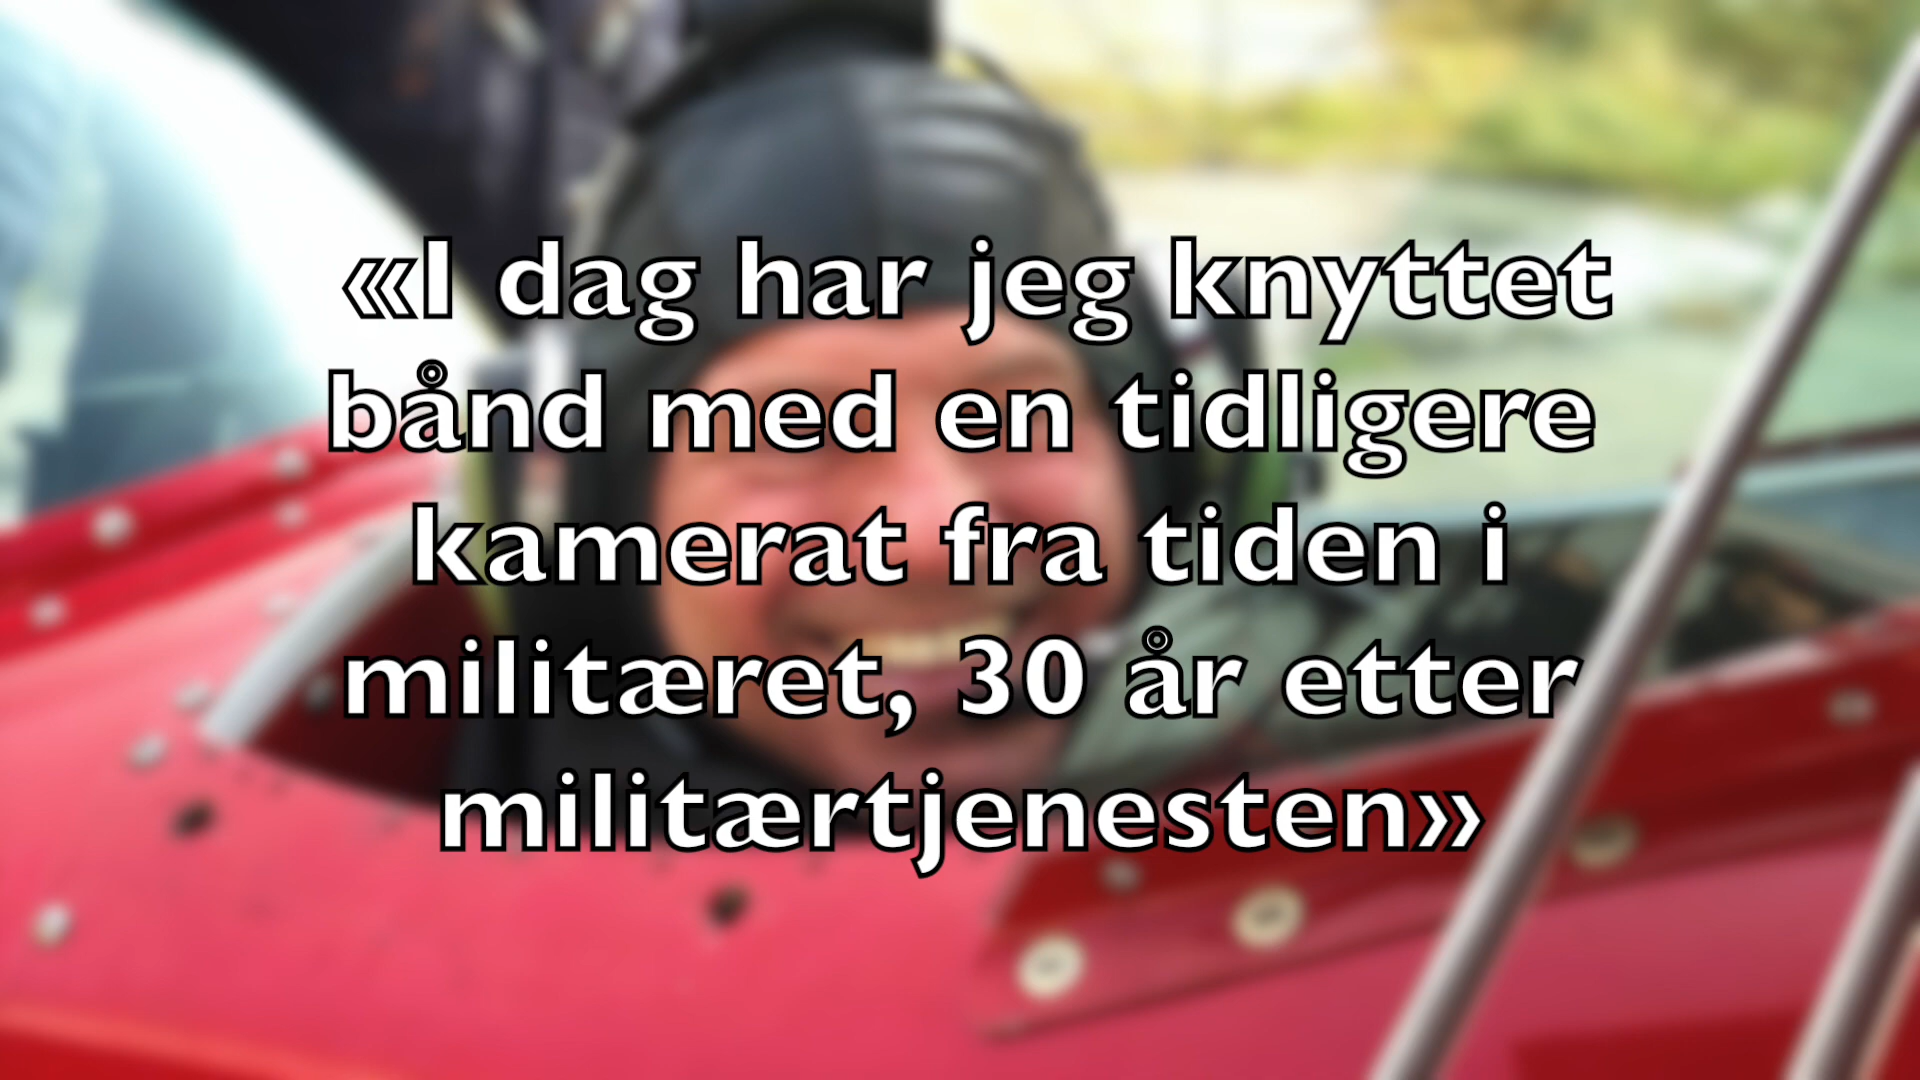 «I dag har jeg knyttet
bånd med en tidligere
kamerat fra tiden i
militæret, 30 år etter
militærtjenesten»